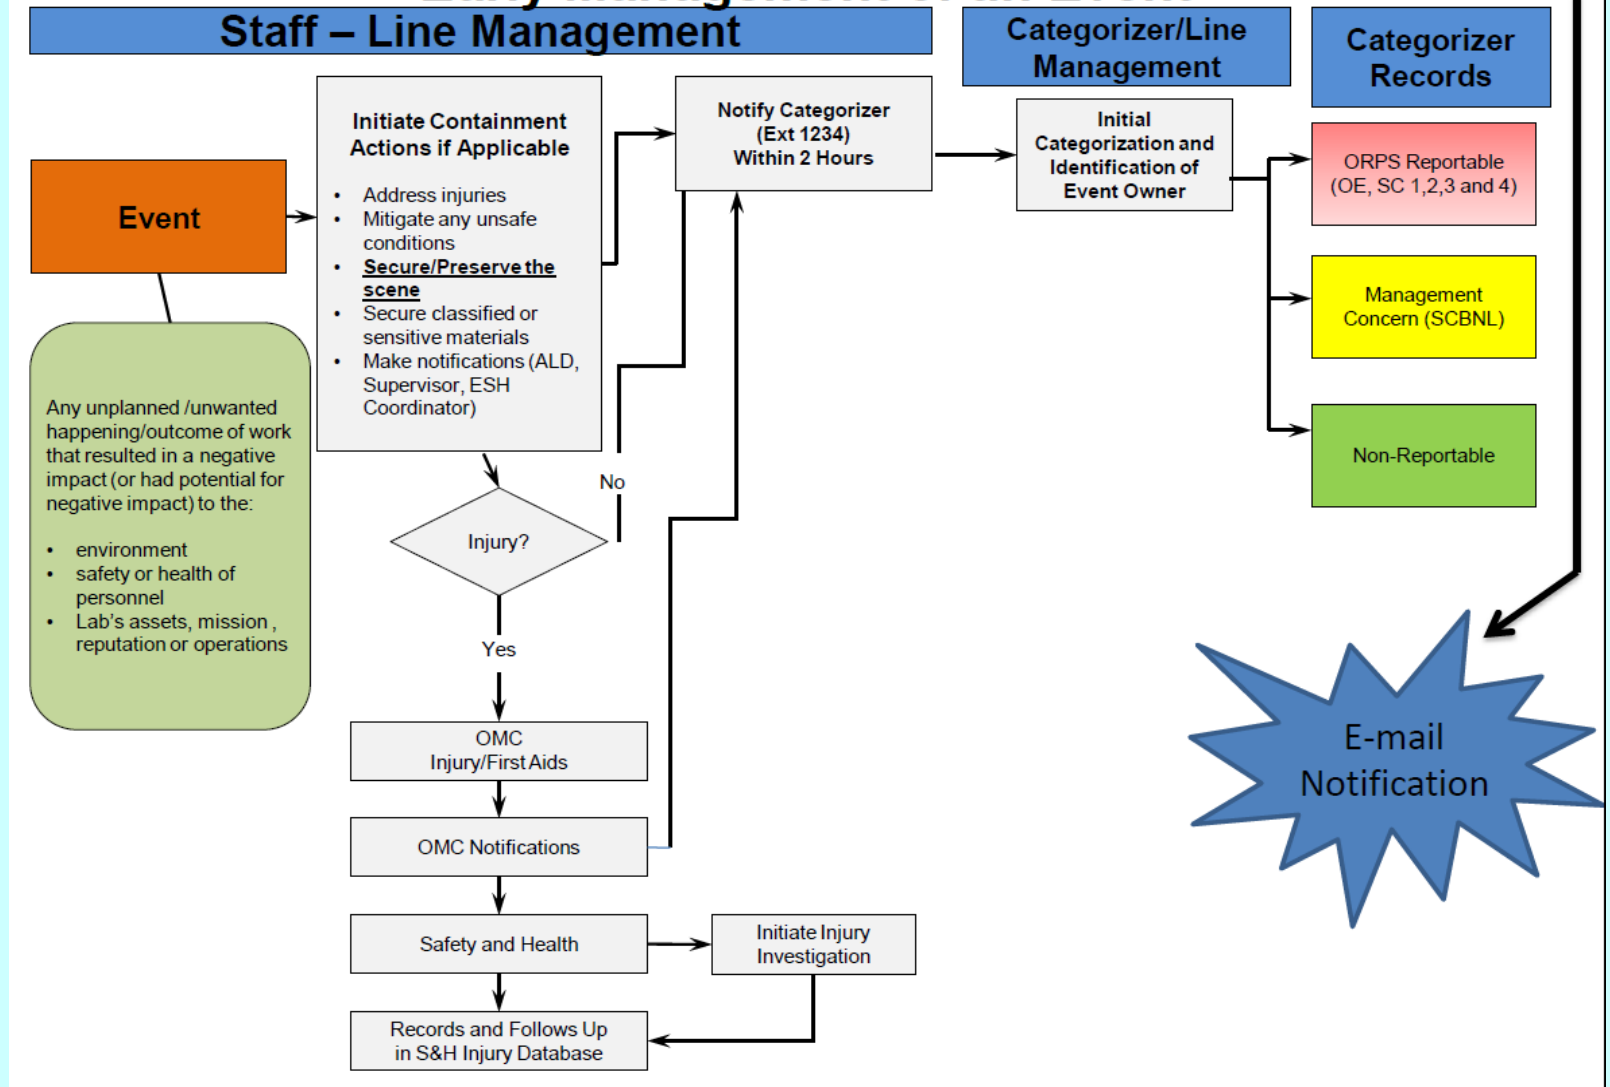 Staff – Line Management
Categorizer/Line
Management
Categorizer
Records
Event
Initiate Containment
Actions if Applicable
• Address injuries
• Mitigate any unsafe
conditions
• Secure/Preserve the
scene
• Secure classified or
sensitive materials
• Make notifications (ALD,
Supervisor, ESH
Coordinator)
Notify Categorizer
(Ext 1234)
Within 2 Hours
Initial
Categorization and
Identification of
Event Owner
ORPS Reportable
(OE, SC 1,2,3 and 4)
Management
Concern (SCBNL)
Non-Reportable
Any unplanned /unwanted
happening/outcome of work
that resulted in a negative
impact (or had potential for
negative impact) to the:
• environment
• safety or health of
personnel
• Lab's assets, mission ,
reputation or operations
No
Injury?
Yes
OMC
Injury/First Aids
OMC Notifications
Safety and Health
Initiate Injury
Investigation
Records and Follows Up
in S&H Injury Database
E-mail
Notification